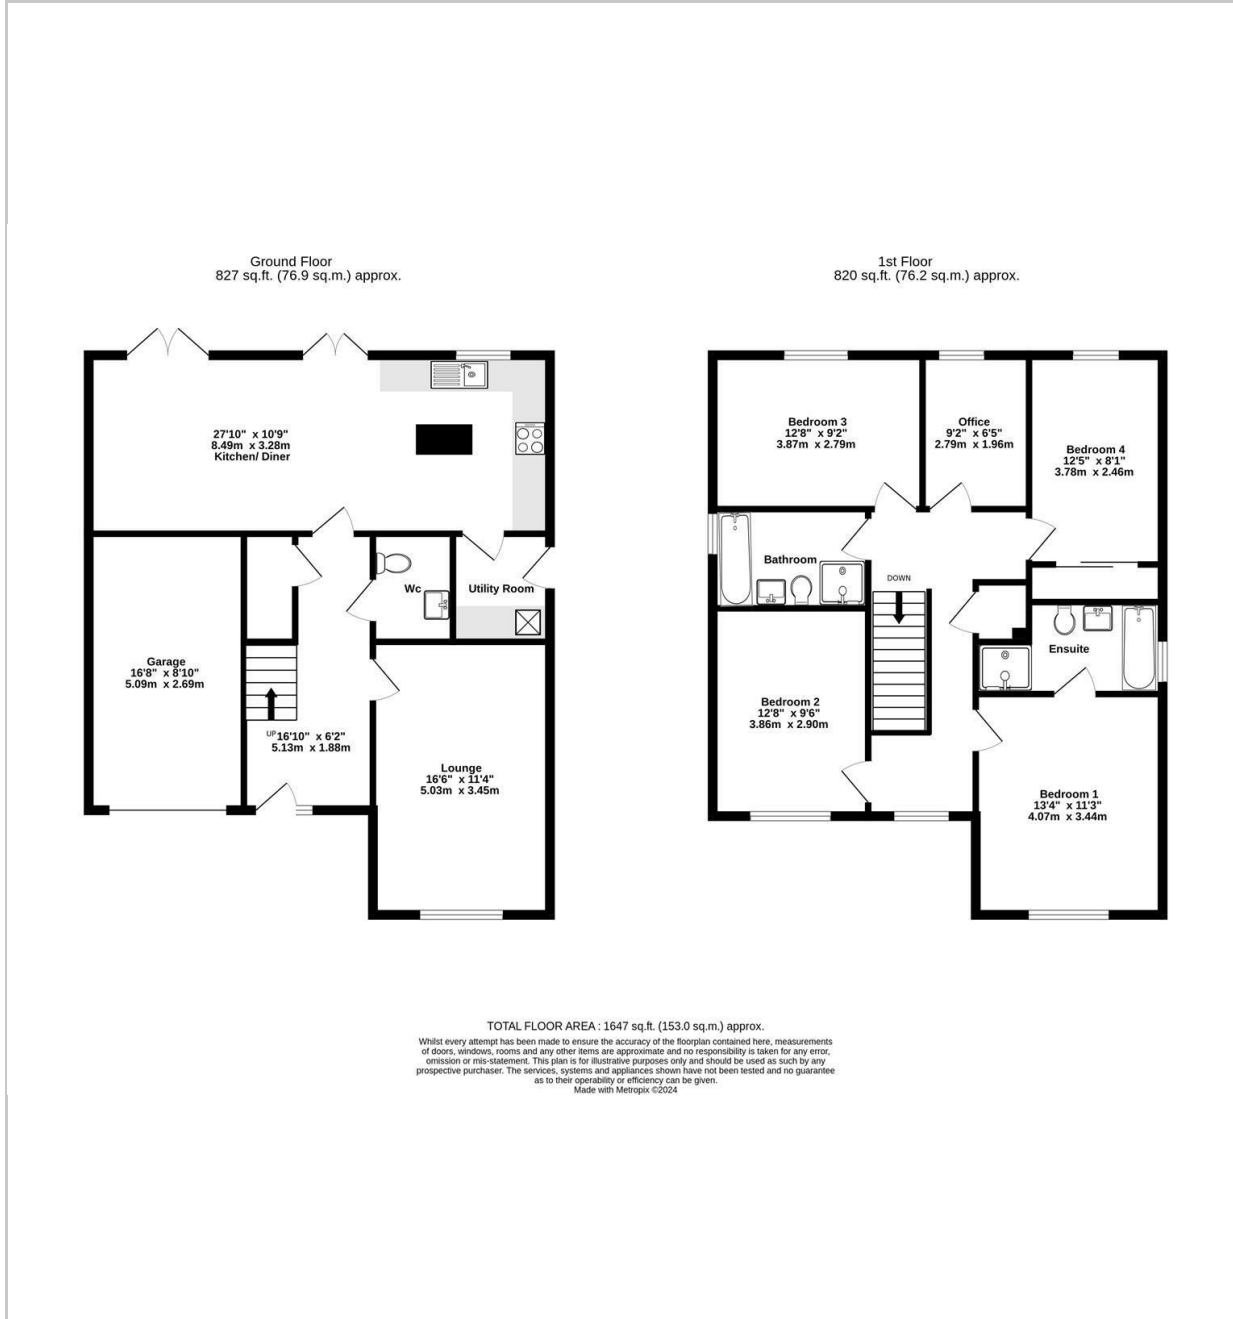 Ground Floor
827 sq.ft. (76.9 sq.m.) approx.
1st Floor
820 sq.ft. (76.2 sq.m.) approx.
27'10" x 10'9"
8.49m x 3.28m
Kitchen/ Diner
Wc
Utility Room
Garage
16'8" x 8'10"
5.09m x 2.69m
UP
16'10" x 6'2"
5.13m x 1.88m
Lounge
16'6" x 11'4"
5.03m x 3.45m
Bedroom 3
12'8" x 9'2"
3.87m x 2.79m
Office
9'2" x 6'5"
2.79m x 1.96m
Bedroom 4
12'5" x 8'1"
3.78m x 2.46m
Bathroom
DOWN
Ensuite
Bedroom 2
12'8" x 9'6"
3.86m x 2.90m
Bedroom 1
13'4" x 11'3"
4.07m x 3.44m
TOTAL FLOOR AREA : 1647 sq.ft. (153.0 sq.m.) approx.
Whilst every attempt has been made to ensure the accuracy of the floorplan contained here, measurements
of doors, windows, rooms and any other items are approximate and no responsibility is taken for any error,
omission or mis-statement. This plan is for illustrative purposes only and should be used as such by any
prospective purchaser. The services, systems and appliances shown have not been tested and no guarantee
as to their operability or efficiency can be given.
Made with Metropix ©2024